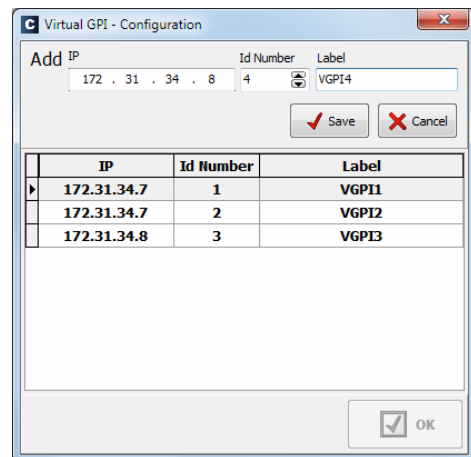 C Virtual GPI - Configuration X
Add IP Id Number Label
172 . 31 . 34 . 8 4 VGPI4
Save Cancel
IP Id Number Label
172.31.34.7 1 VGPI1
172.31.34.7 2 VGPI2
172.31.34.8 3 VGPI3
OK